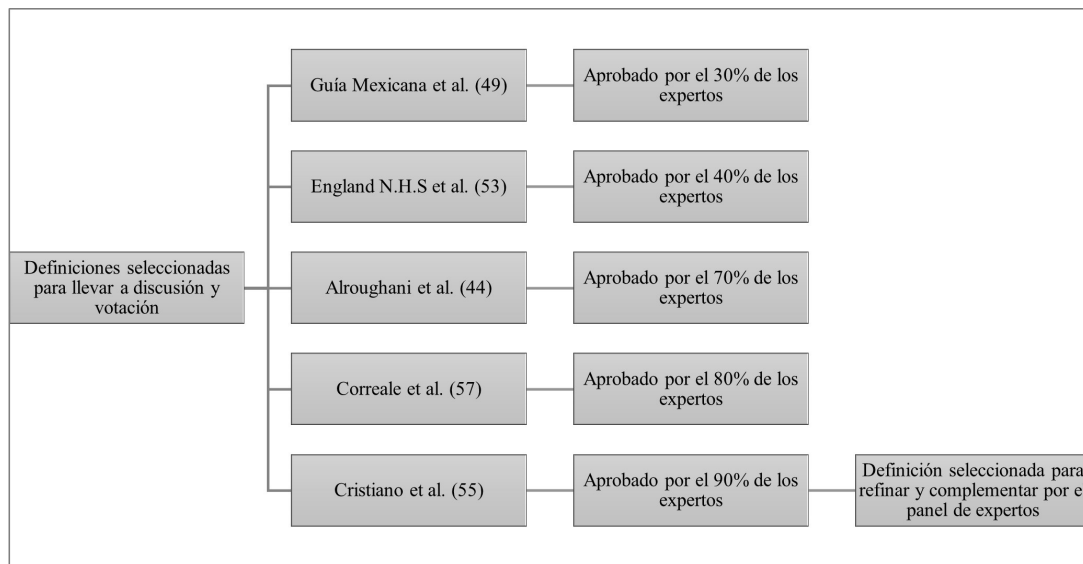 Definiciones seleccionadas
para llevar a discusión y
votación
Guía Mexicana et al. (49)
Aprobado por el 30% de los
expertos
England N.H.S et al. (53)
Aprobado por el 40% de los
expertos
Alroughani et al. (44)
Aprobado por el 70% de los
expertos
Correale et al. (57)
Aprobado por el 80% de los
expertos
Cristiano et al. (55)
Aprobado por el 90% de los
expertos
Definición seleccionada para
refinar y complementar por e
panel de expertos